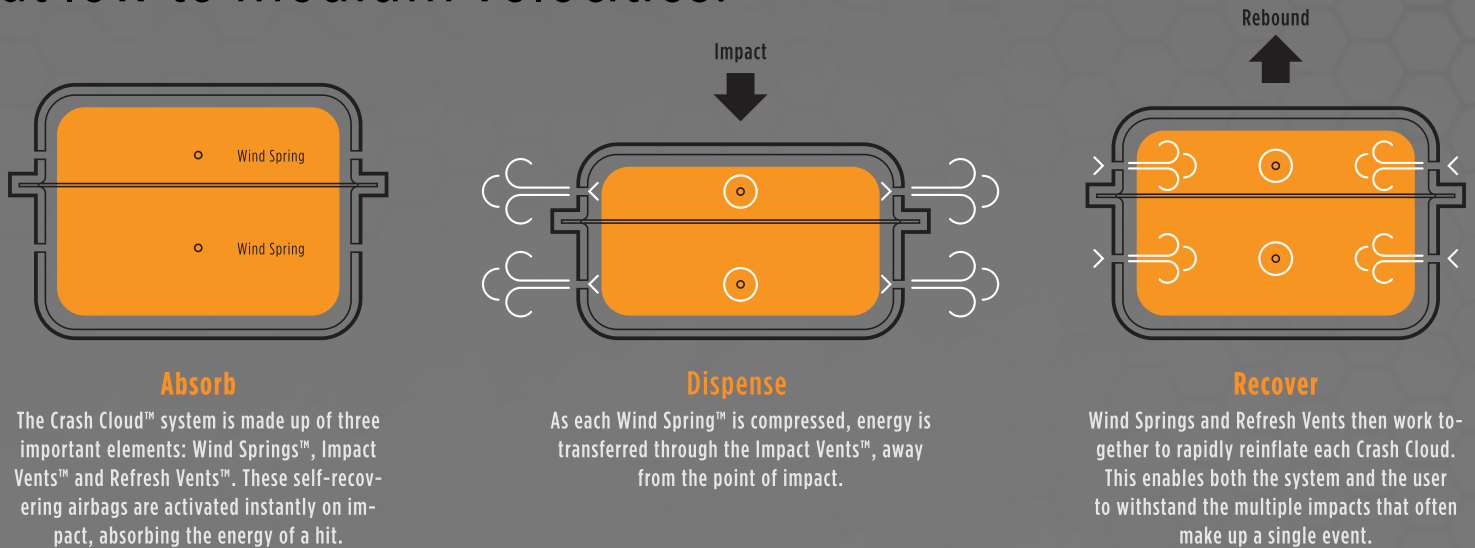 at low to medium velocities.
Rebound
Impact
Wind Spring
Wind Spring
Absorb
The Crash Cloud™ system is made up of three
important elements: Wind Springs™, Impact
Vents™ and Refresh Vents™. These self-recov-
ering airbags are activated instantly on im-
pact, absorbing the energy of a hit.
Dispense
As each Wind Spring™ is compressed, energy is
transferred through the Impact Vents™, away
from the point of impact.
Recover
Wind Springs and Refresh Vents then work to-
gether to rapidly reinflate each Crash Cloud.
This enables both the system and the user
to withstand the multiple impacts that often
make up a single event.